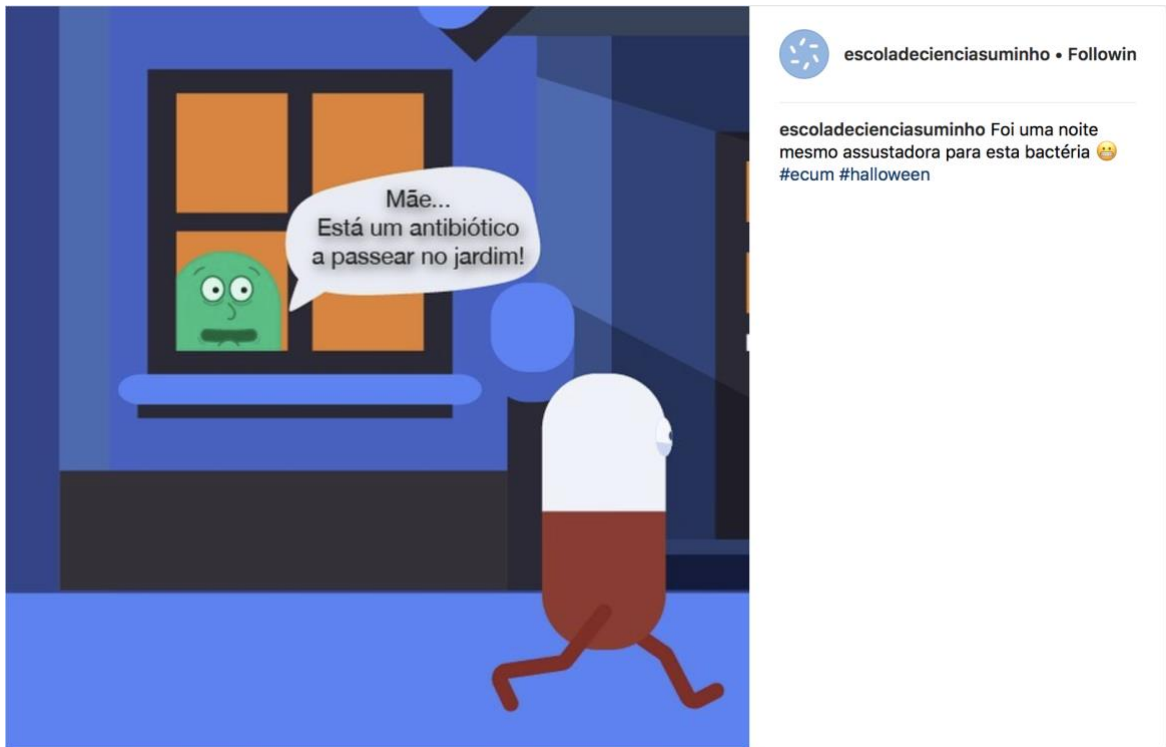 Mãe...
Está um antibiótico
a passear no jardim!
escoladecienciasuminho • Followin
escoladecienciasuminho Foi uma noite
mesmo assustadora para esta bactéria 😬
#ecum #halloween